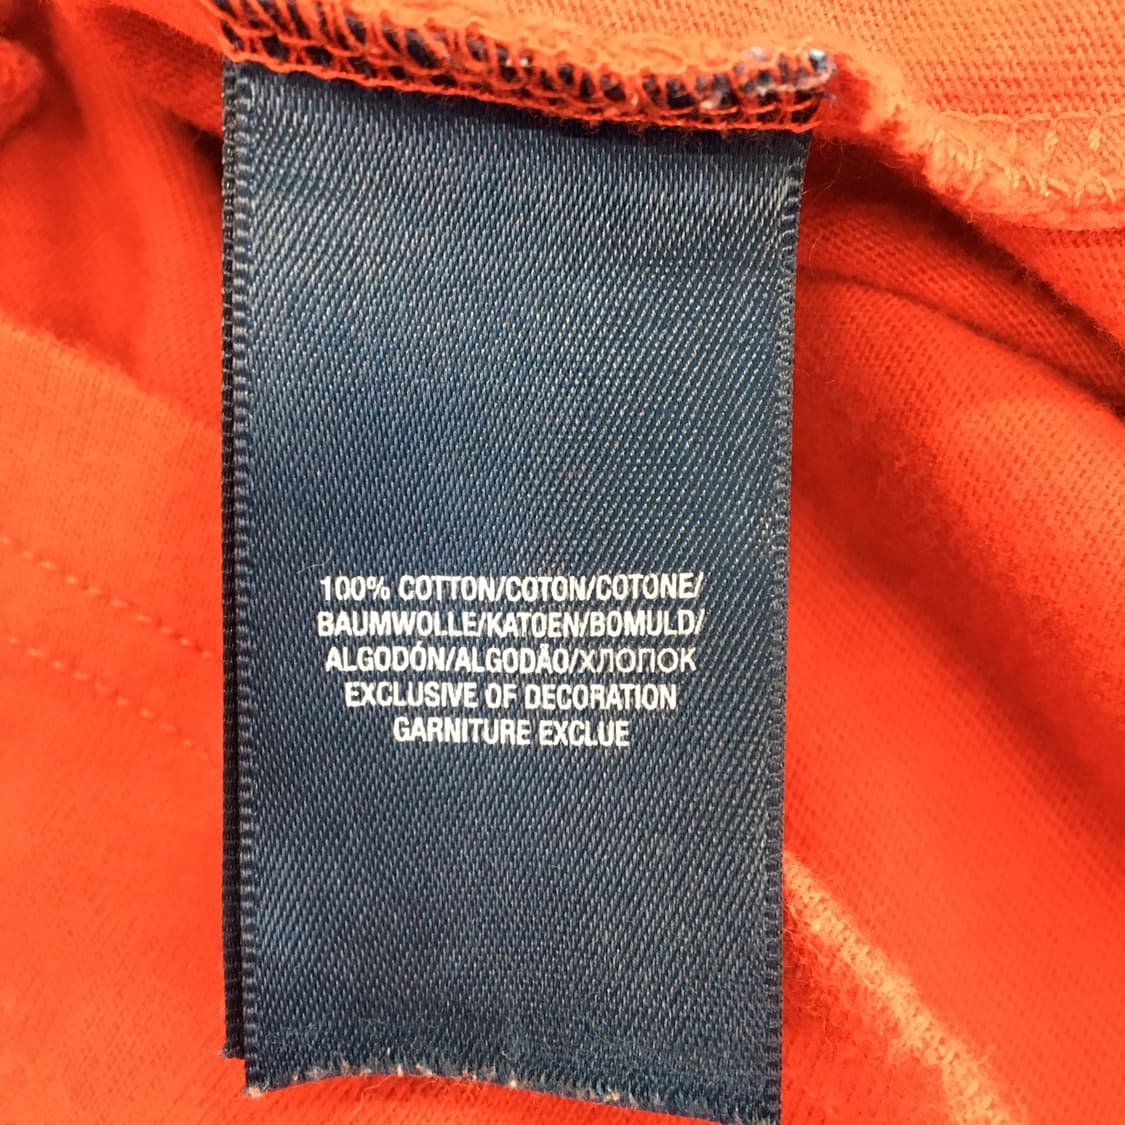 100% COTTON/COTON/COTONE/
BAUMWOLLE/KATOEN/BOMULD/
ALGODÓN/ALGODÃO/ХЛОПОК
EXCLUSIVE OF DECORATION
GARNITURE EXCLUE